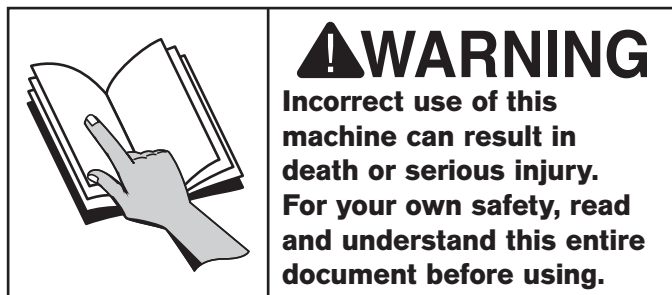 WARNING
Incorrect use of this
machine can result in
death or serious injury.
For your own safety, read
and understand this entire
document before using.